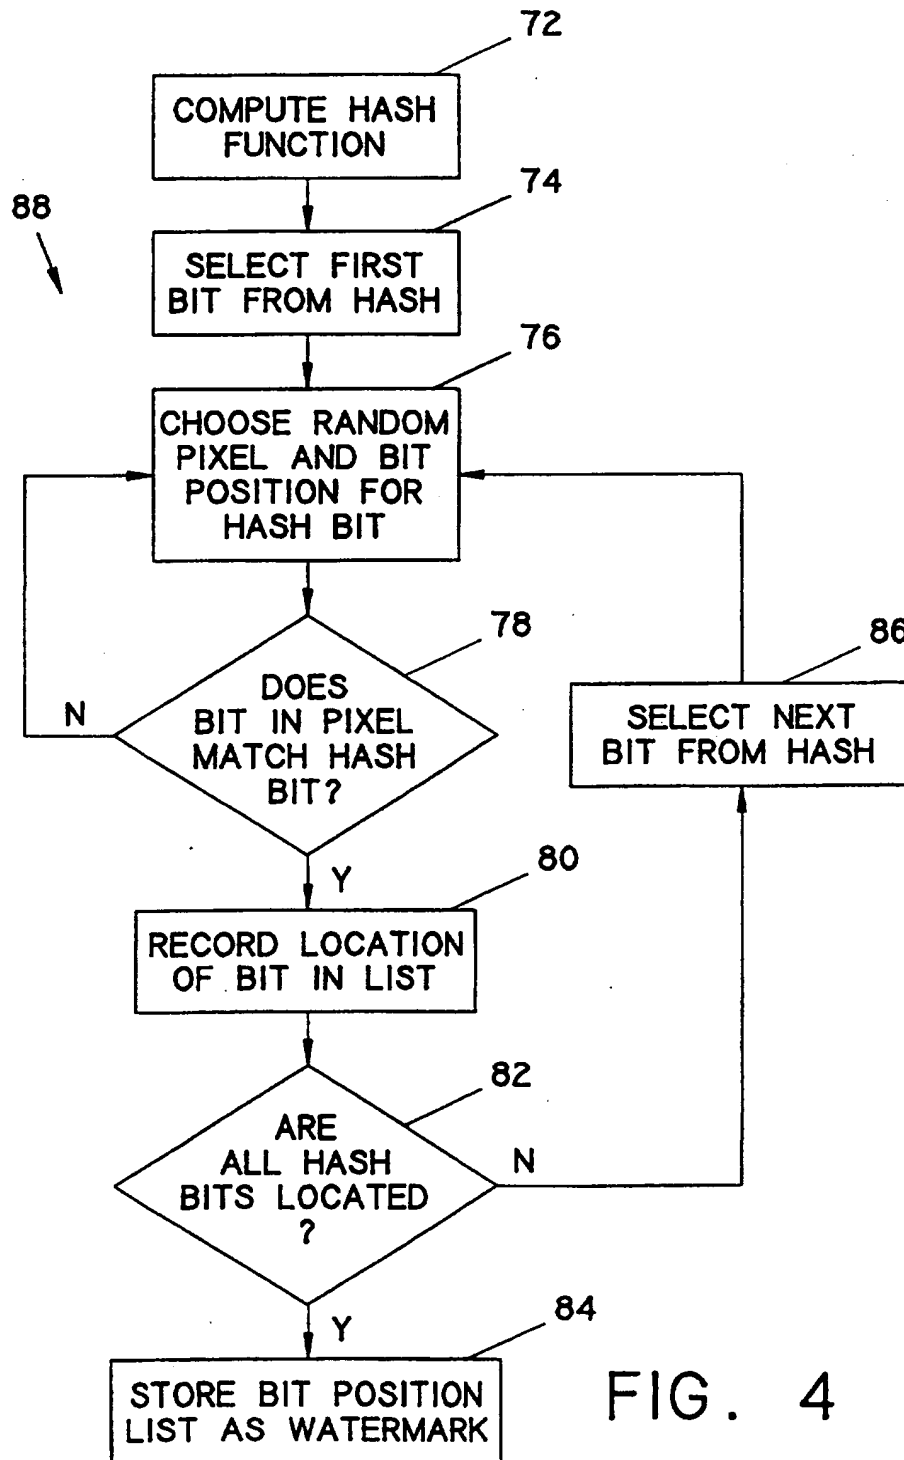 72
COMPUTE HASH
FUNCTION
74
88
SELECT FIRST
BIT FROM HASH
76
CHOOSE RANDOM
PIXEL AND BIT
POSITION FOR
HASH BIT
78
DOES
BIT IN PIXEL
MATCH HASH
BIT?
N
86
SELECT NEXT
BIT FROM HASH
Y
80
RECORD LOCATION
OF BIT IN LIST
82
ARE
ALL HASH
BITS LOCATED
?
N
Y
84
STORE BIT POSITION
LIST AS WATERMARK
FIG. 4